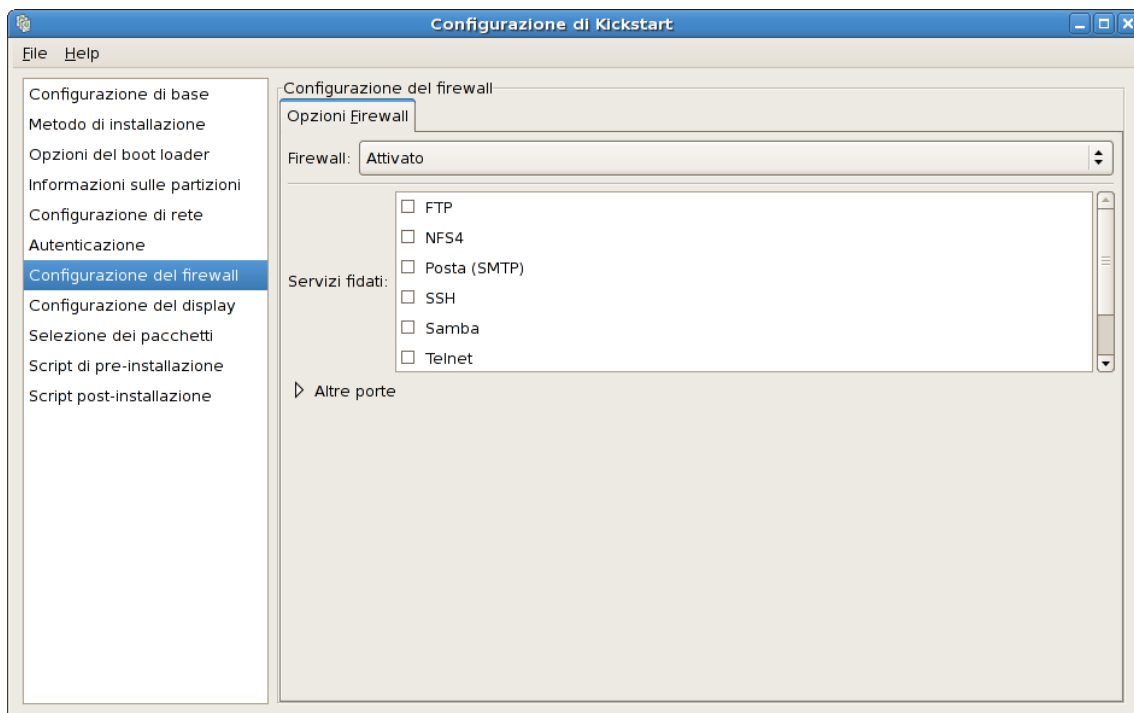 Configurazione di Kickstart
File Help
Configurazione di base
Metodo di installazione
Opzioni del boot loader
Informazioni sulle partizioni
Configurazione di rete
Autenticazione
Configurazione del firewall
Configurazione del display
Selezione dei pacchetti
Script di pre-installazione
Script post-installazione
Configurazione del firewall
Opzioni Firewall
Firewall: Attivato
Servizi fidati:
FTP
NFS4
Posta (SMTP)
SSH
Samba
Telnet
Altre porte